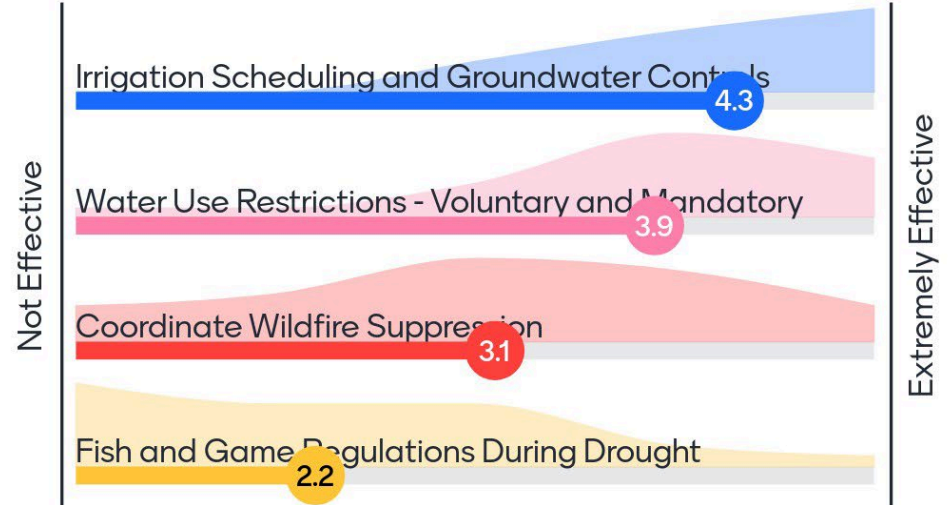 Not Effective
Irrigation Scheduling and Groundwater Controls
4.3
Water Use Restrictions - Voluntary and Mandatory
3.9
Coordinate Wildfire Suppression
3.1
Fish and Game Regulations During Drought
2.2
Extremely Effective